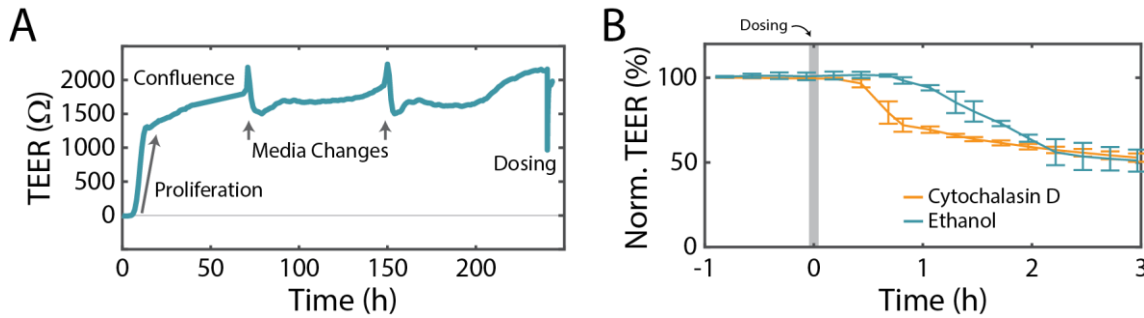 A
TEER (Ω)
2000
1500
1000
500
0
Confluence
Proliferation
Media Changes
Dosing
0
50
100
150
200
Time (h)
B
Dosing
Norm. TEER (%)
100
50
0
Cytochalasin D
Ethanol
-1
0
1
2
3
Time (h)